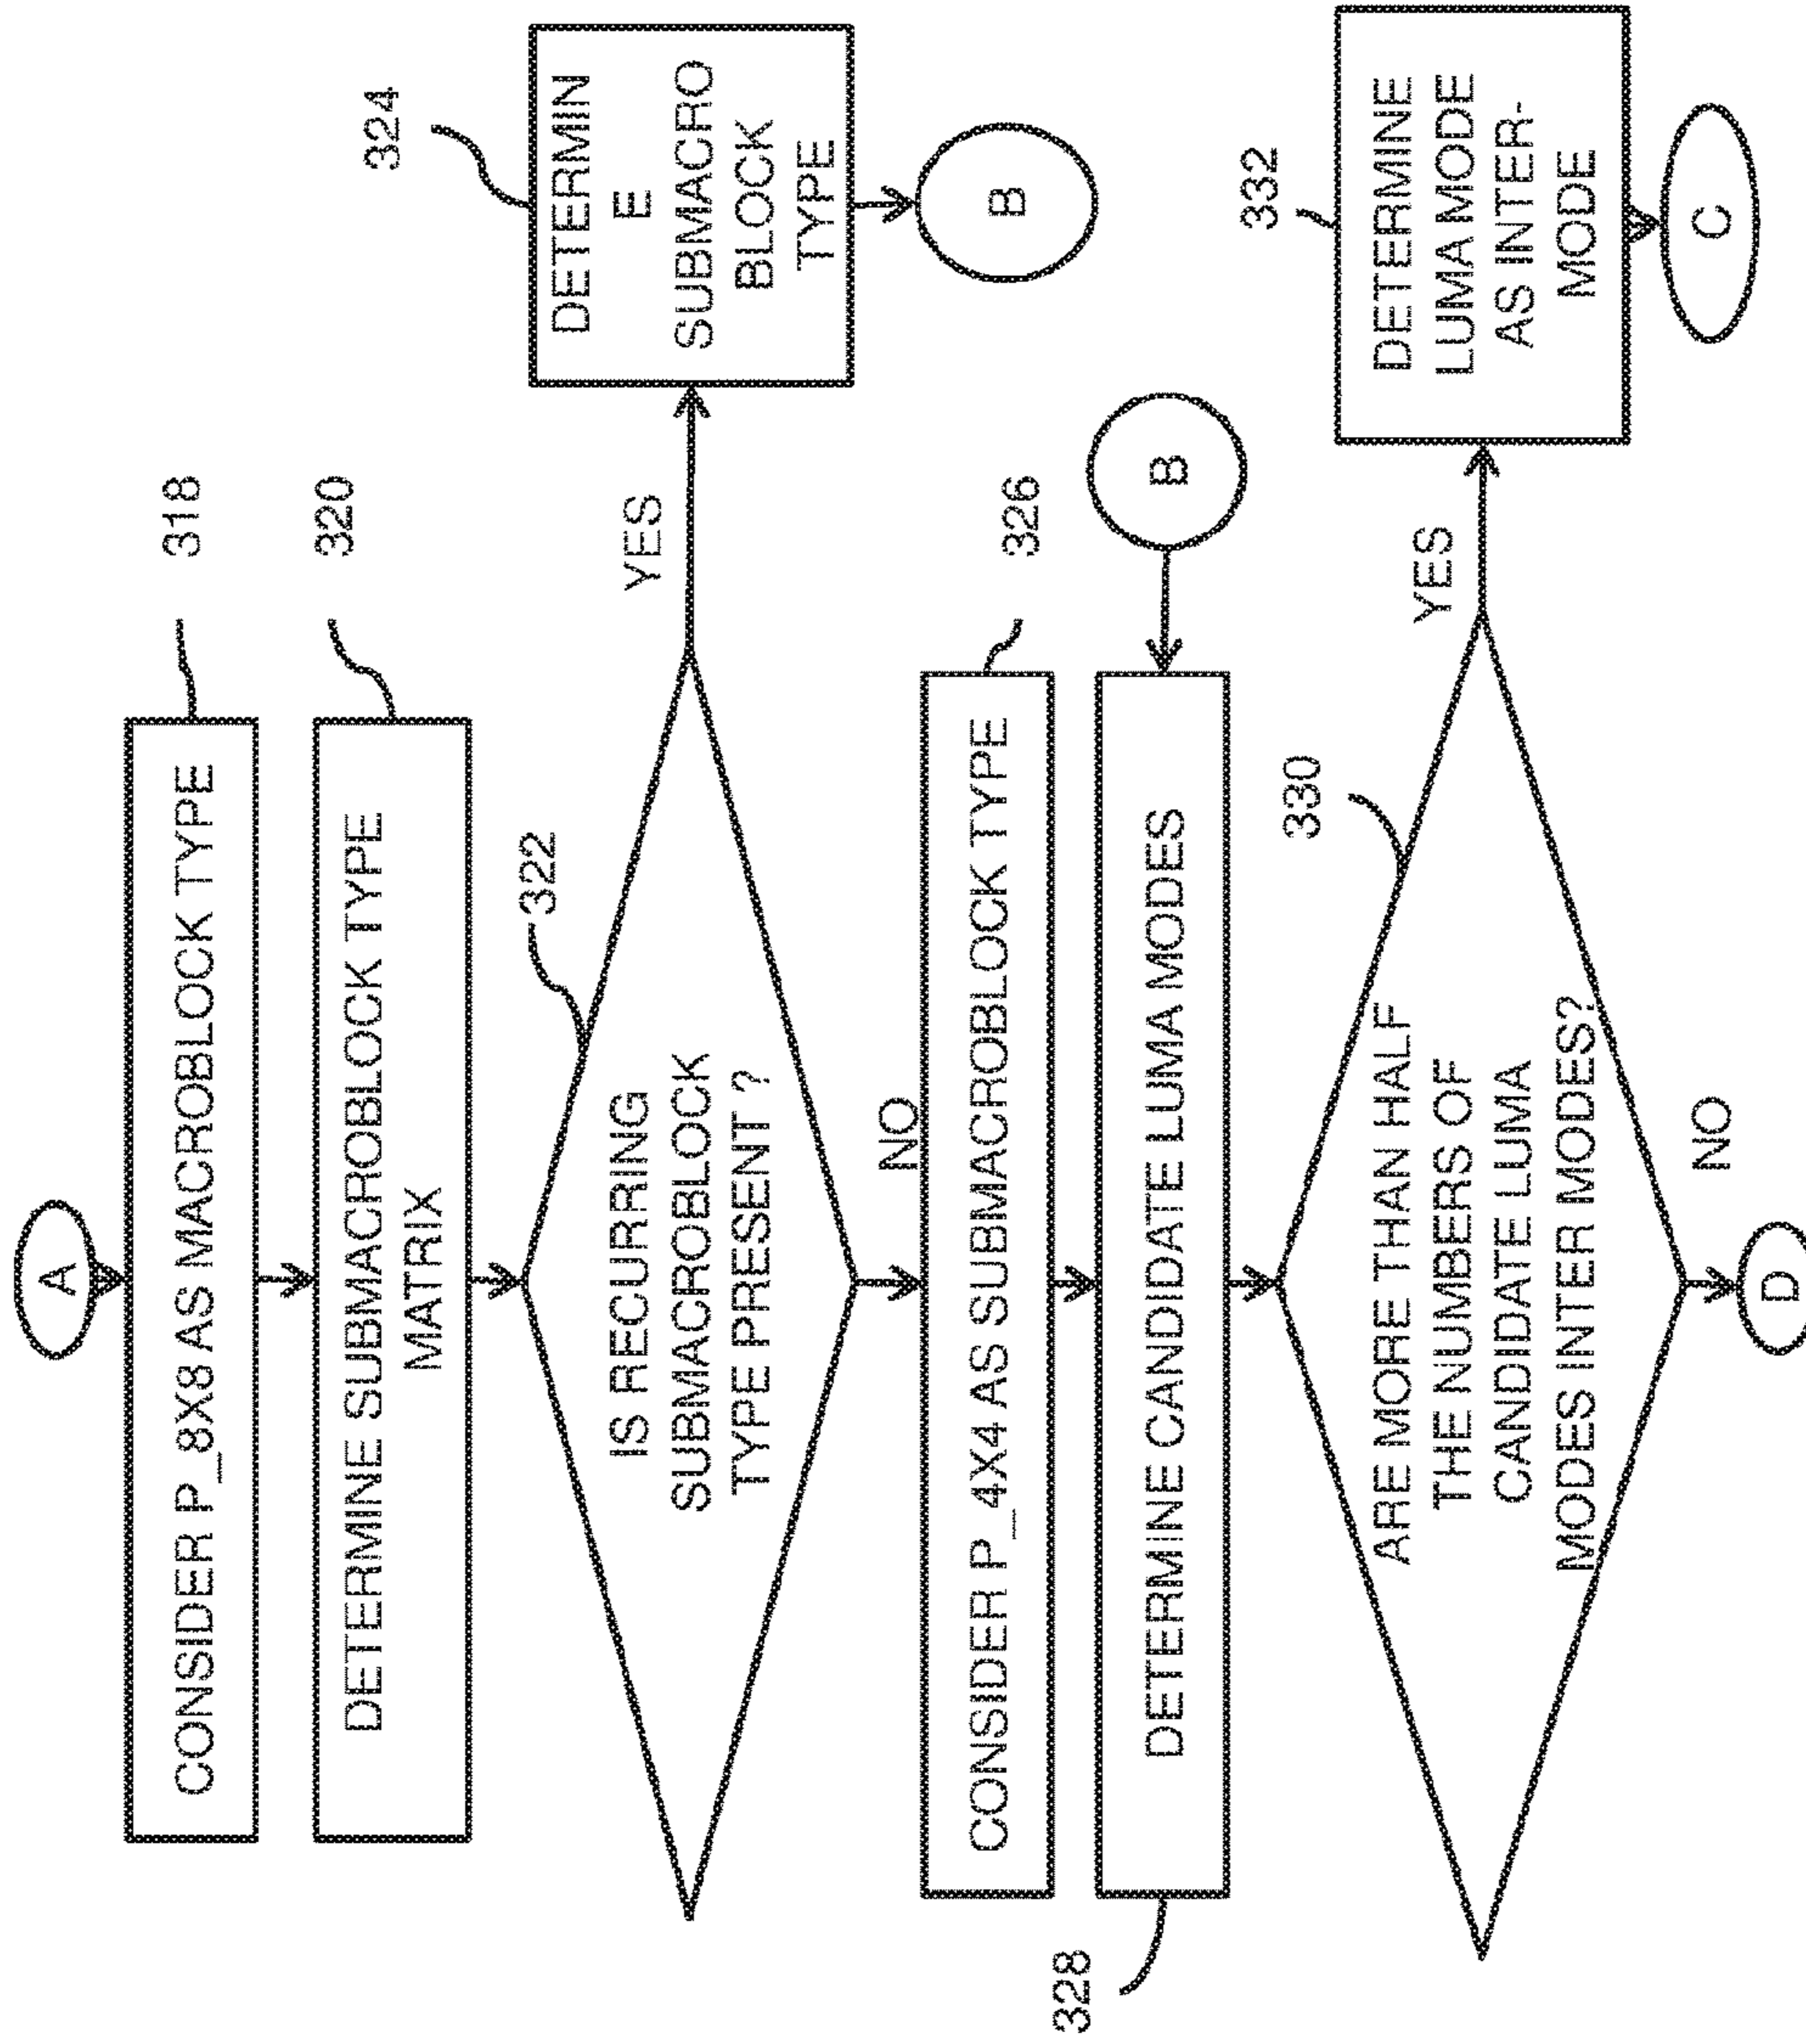 A
318
CONSIDER P_8X8 AS MACROBLOCK TYPE
320
DETERMINE SUBMACROBLOCK TYPE
MATRIX
322
IS RECURRING
SUBMACROBLOCK
TYPE PRESENT ?
YES
324
DETERMIN
E
SUBMACRO
BLOCK
TYPE
B
NO
326
CONSIDER P_4X4 AS SUBMACROBLOCK TYPE
B
328
DETERMINE CANDIDATE LUMA MODES
330
ARE MORE THAN HALF
THE NUMBERS OF
CANDIDATE LUMA
MODES INTER MODES?
YES
332
DETERMINE
LUMA MODE
AS INTER-
MODE
C
NO
D